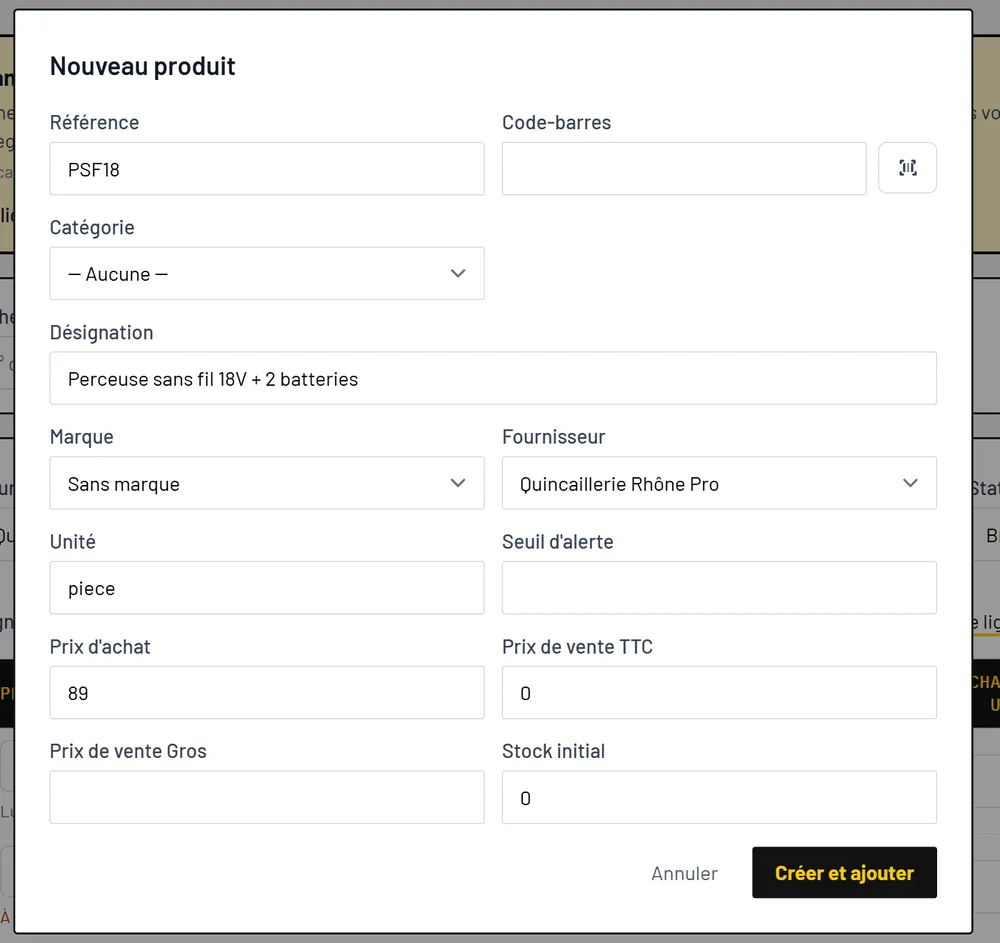 Nouveau produit
Référence
Code-barres
PSF18
Catégorie
— Aucune —
Désignation
Perceuse sans fil 18V + 2 batteries
Marque
Fournisseur
Sans marque
Quincaillerie Rhône Pro
Unité
Seuil d'alerte
piece
Prix d'achat
Prix de vente TTC
89
0
Prix de vente Gros
Stock initial
0
Annuler
Créer et ajouter